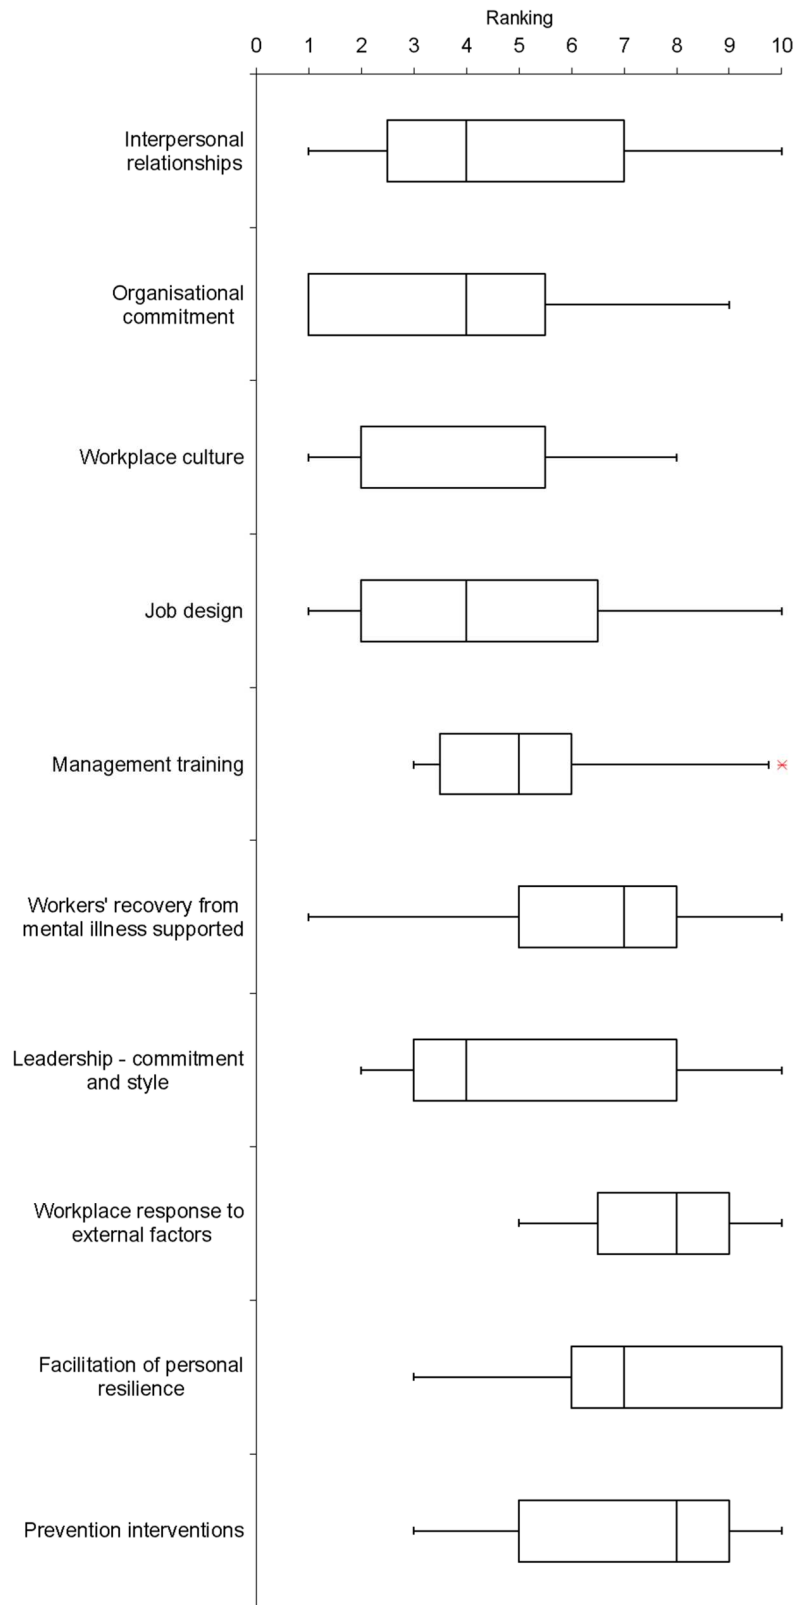 Ranking
0 1 2 3 4 5 6 7 8 9 10
Interpersonal
relationships
Organisational
commitment
Workplace culture
Job design
Management training
Workers' recovery from
mental illness supported
Leadership - commitment
and style
Workplace response to
external factors
Facilitation of personal
resilience
Prevention interventions